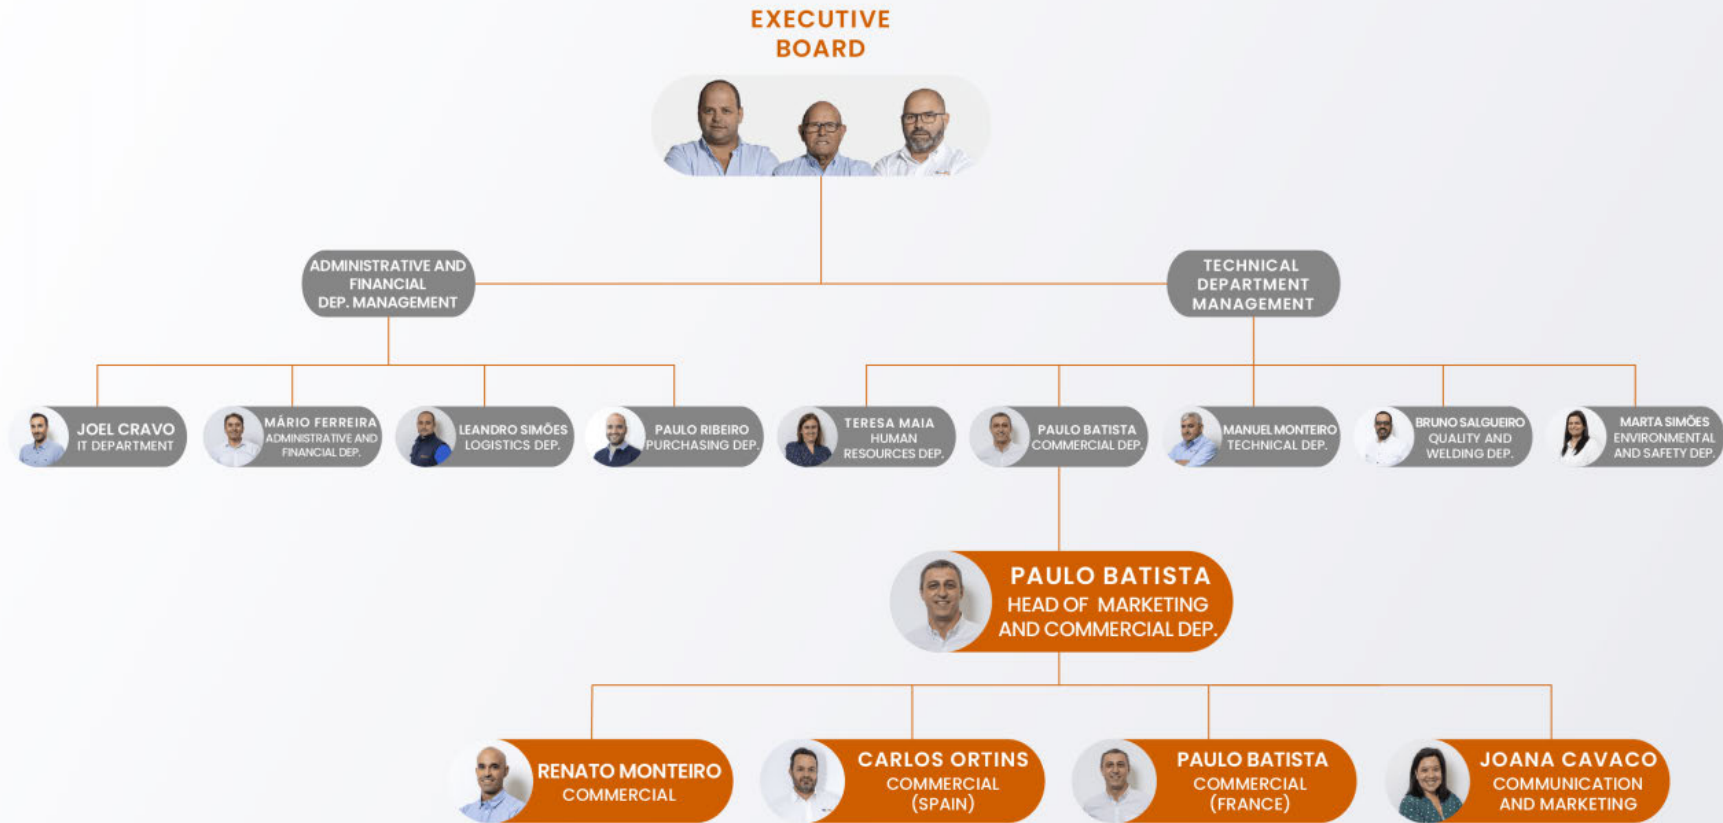 EXECUTIVE
BOARD
ADMINISTRATIVE AND
FINANCIAL
DEP. MANAGEMENT
TECHNICAL
DEPARTMENT
MANAGEMENT
JOEL CRAVO
IT DEPARTMENT
MÁRIO FERREIRA
ADMINISTRATIVE AND
FINANCIAL DEP.
LEANDRO SIMÕES
LOGISTICS DEP.
PAULO RIBEIRO
PURCHASING DEP.
TERESA MAIA
HUMAN
RESOURCES DEP.
PAULO BATISTA
COMMERCIAL DEP.
MANUEL MONTEIRO
TECHNICAL DEP.
BRUNO SALGUEIRO
QUALITY AND
WELDING DEP.
MARTA SIMÕES
ENVIRONMENTAL
AND SAFETY DEP.
PAULO BATISTA
HEAD OF MARKETING
AND COMMERCIAL DEP.
RENATO MONTEIRO
COMMERCIAL
CARLOS ORTINS
COMMERCIAL
(SPAIN)
PAULO BATISTA
COMMERCIAL
(FRANCE)
JOANA CAVACO
COMMUNICATION
AND MARKETING